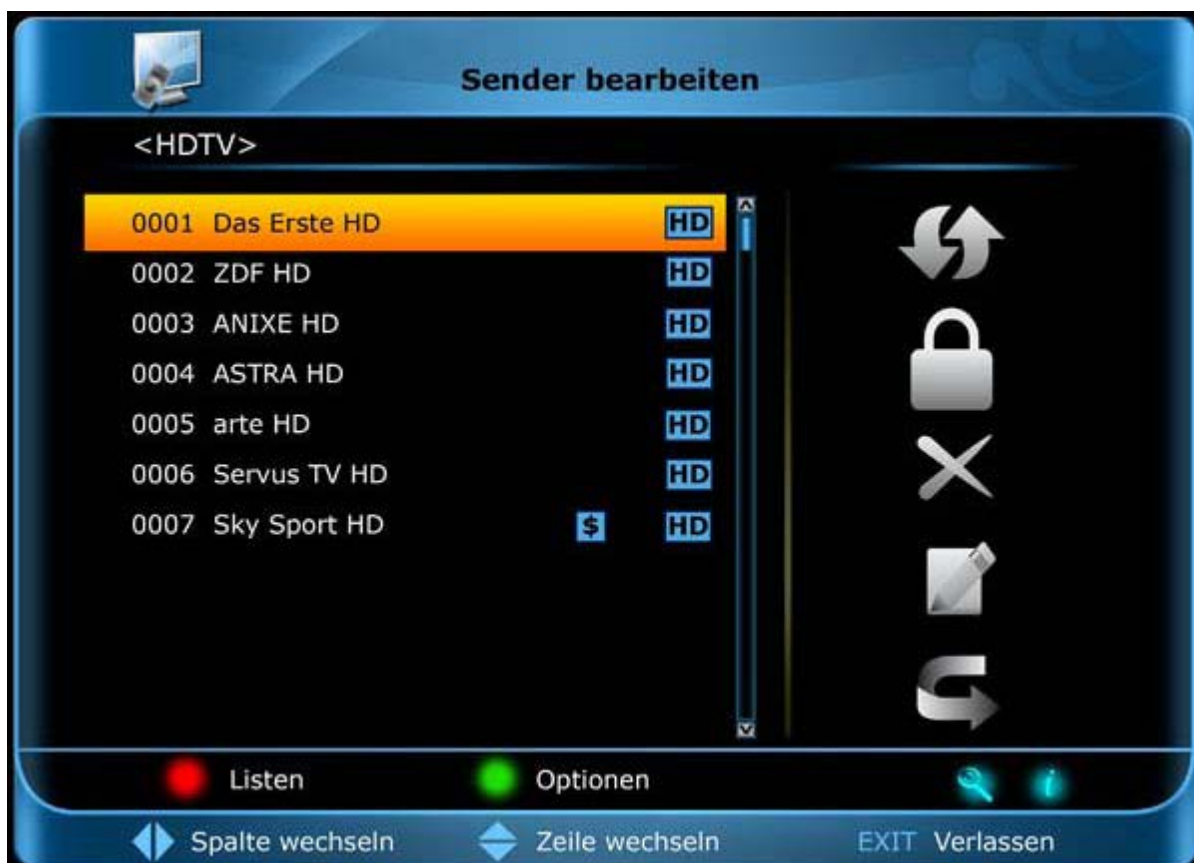 Sender bearbeiten
<HDTV>
0001 Das Erste HD HD
0002 ZDF HD HD
0003 ANIXE HD HD
0004 ASTRA HD HD
0005 arte HD HD
0006 Servus TV HD HD
0007 Sky Sport HD $ HD
Listen Optionen i
Spalte wechseln Zeile wechseln EXIT Verlassen